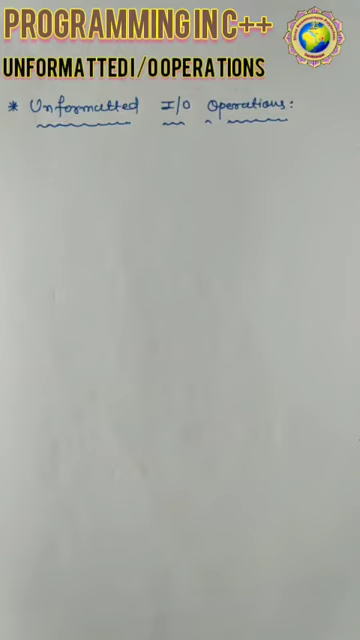 PROGRAMMING IN C++
UNFORMATTED I/O OPERATIONS
* Unformatted I/O Operations: